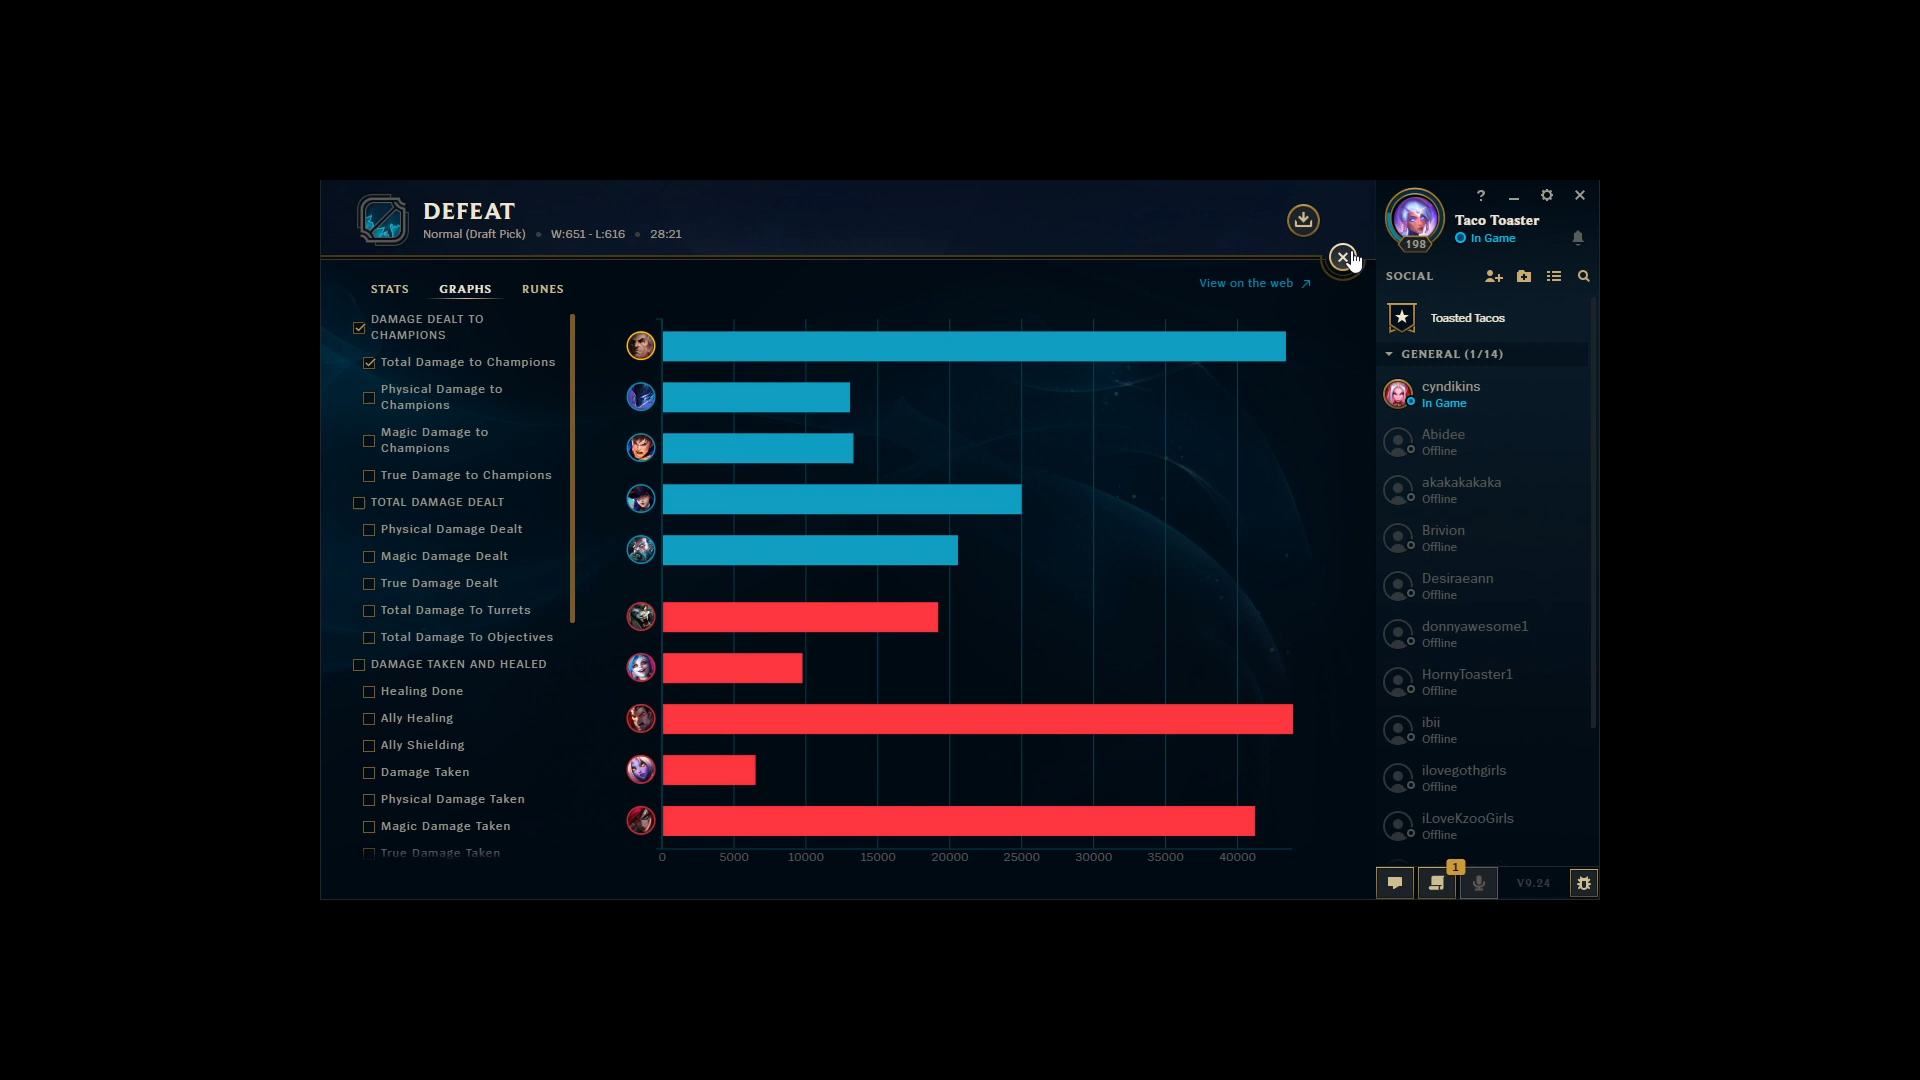 DEFEAT
Normal (Draft Pick) • W:651 - L:616 • 28:21
STATS GRAPHS RUNES
View on the web
DAMAGE DEALT TO
CHAMPIONS
Total Damage to Champions
Physical Damage to
Champions
Magic Damage to
Champions
True Damage to Champions
TOTAL DAMAGE DEALT
Physical Damage Dealt
Magic Damage Dealt
True Damage Dealt
Total Damage To Turrets
Total Damage To Objectives
DAMAGE TAKEN AND HEALED
Healing Done
Ally Healing
Ally Shielding
Damage Taken
Physical Damage Taken
Magic Damage Taken
True Damage Taken
0 5000 10000 15000 20000 25000 30000 35000 40000
?
Taco Toaster
In Game
198
SOCIAL
Toasted Tacos
GENERAL (1/14)
cyndikins
In Game
Abidee
Offline
akakakakaka
Offline
Brivion
Offline
Desiraeann
Offline
donnyawesome1
Offline
HornyToaster1
Offline
ibii
Offline
ilovegothgirls
Offline
iLoveKzooGirls
Offline
1
V9.24